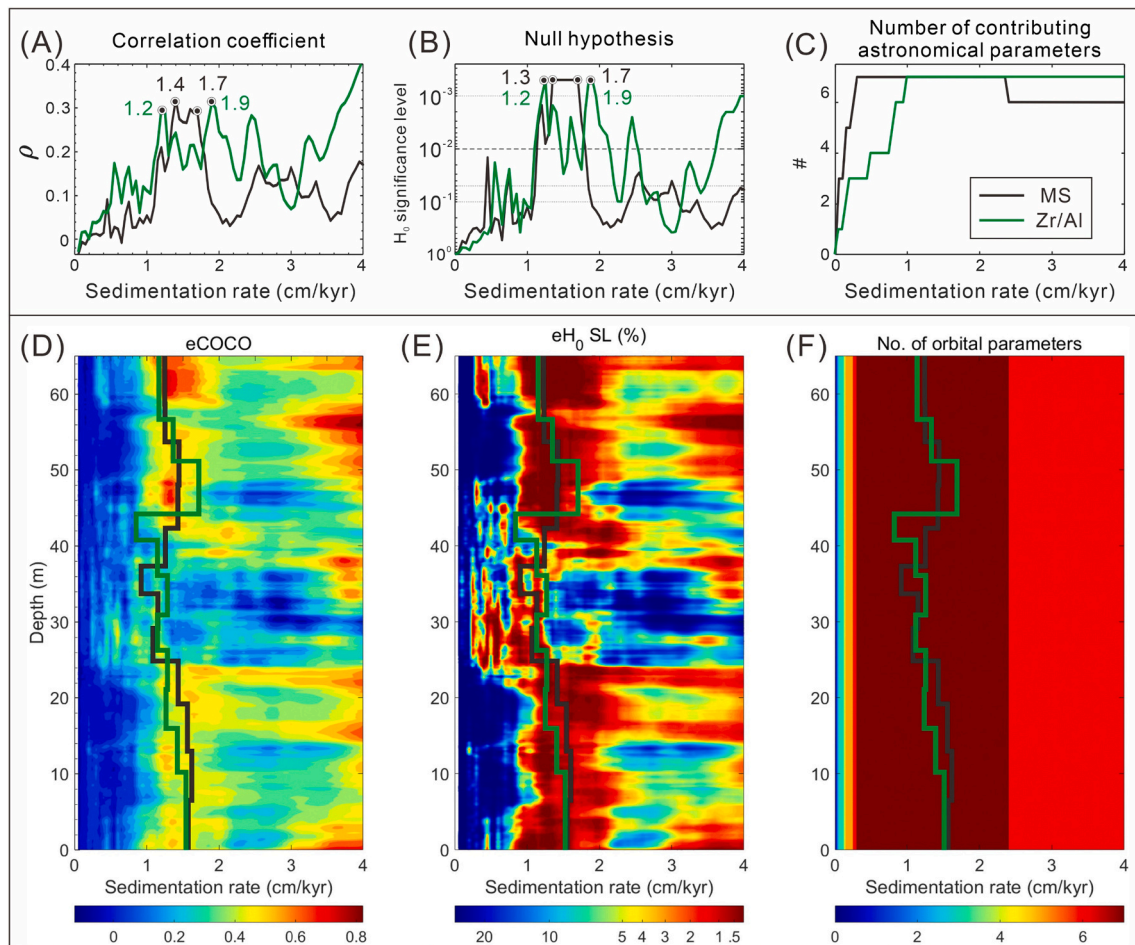 (A) Correlation coefficient
0.4
0.3
0.2
0.1
0
ρ
1.4
1.7
1.2
1.9
0 1 2 3 4
Sedimentation rate (cm/kyr)
(B) Null hypothesis
10⁻³
10⁻²
10⁻¹
10⁰
H₀ significance level
1.3
1.7
1.2
1.9
0 1 2 3 4
Sedimentation rate (cm/kyr)
(C) Number of contributing
astronomical parameters
6
4
2
0
#
MS
Zr/Al
0 1 2 3 4
Sedimentation rate (cm/kyr)
(D) eCOCO
60
50
40
30
20
10
0
Depth (m)
0 1 2 3 4
Sedimentation rate (cm/kyr)
0 0.2 0.4 0.6 0.8
(E) eH₀ SL (%)
60
50
40
30
20
10
0
0 1 2 3 4
Sedimentation rate (cm/kyr)
20 10 5 4 3 2 1.5
(F) No. of orbital parameters
60
50
40
30
20
10
0
0 1 2 3 4
Sedimentation rate (cm/kyr)
0 2 4 6